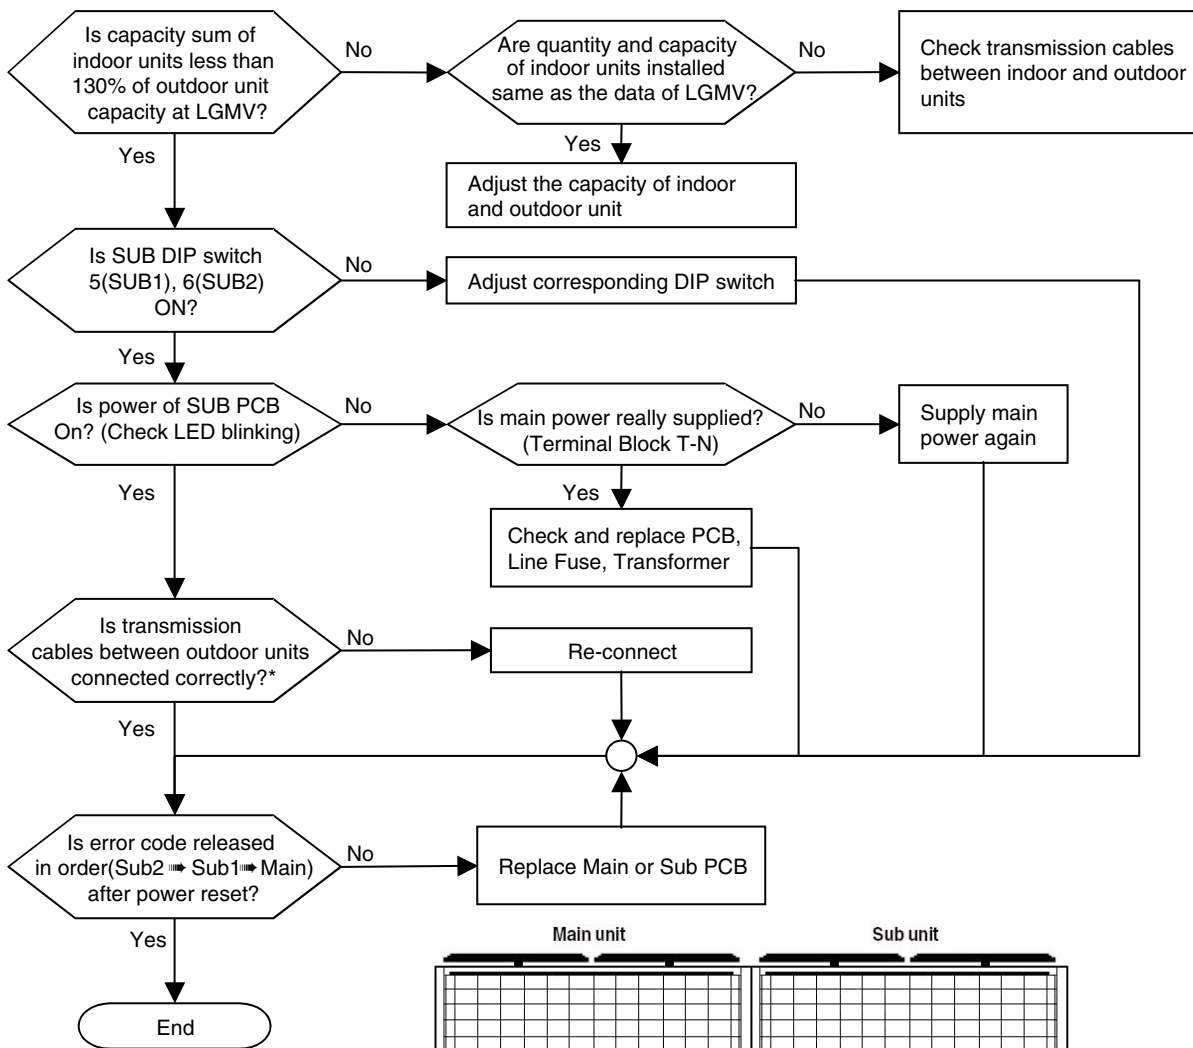 Is capacity sum of
indoor units less than
130% of outdoor unit
capacity at LGMV?
No
Are quantity and capacity
of indoor units installed
same as the data of LGMV?
No
Check transmission cables
between indoor and outdoor
units
Yes
Yes
Adjust the capacity of indoor
and outdoor unit
Is SUB DIP switch
5(SUB1), 6(SUB2)
ON?
No
Adjust corresponding DIP switch
Yes
Is power of SUB PCB
On? (Check LED blinking)
No
Is main power really supplied?
(Terminal Block T-N)
No
Supply main
power again
Yes
Yes
Check and replace PCB,
Line Fuse, Transformer
Is transmission
cables between outdoor units
connected correctly?*
No
Re-connect
Yes
Is error code released
in order(Sub2 ➠ Sub1➠ Main)
after power reset?
No
Replace Main or Sub PCB
Yes
End
Main unit
Sub unit